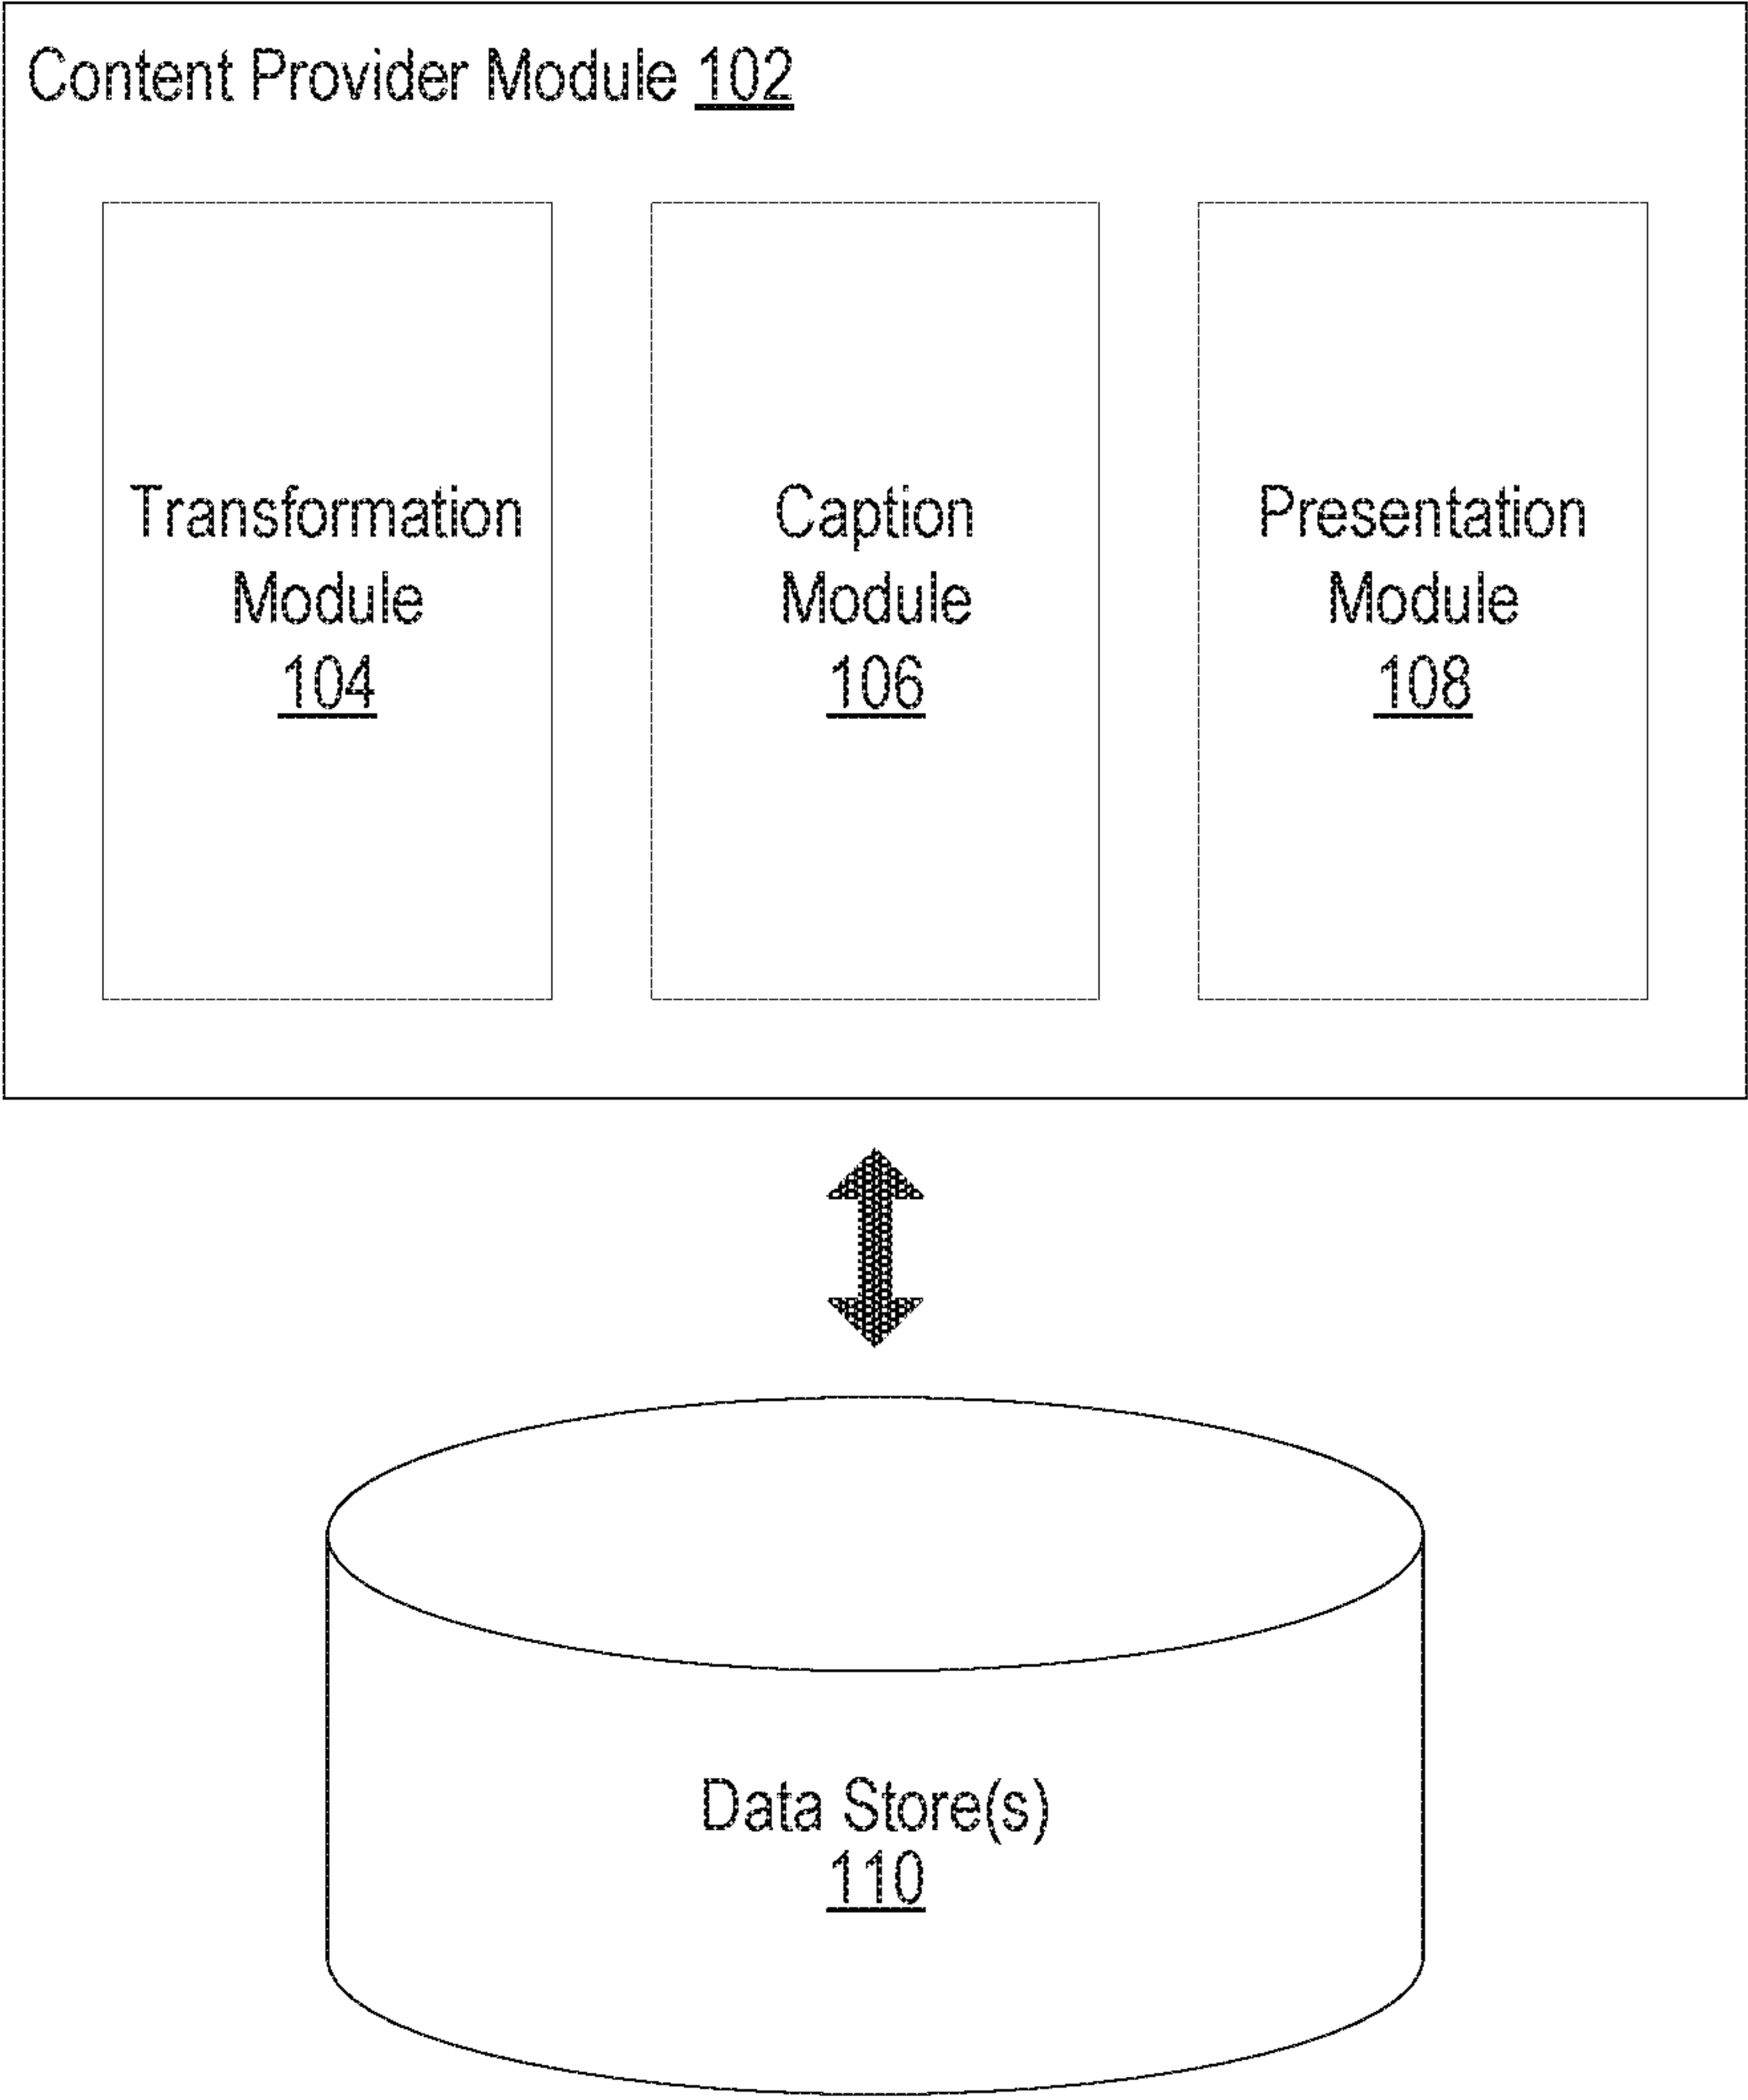 Content Provider Module 102
Transformation
Module
104
Caption
Module
106
Presentation
Module
108
Data Store(s)
110